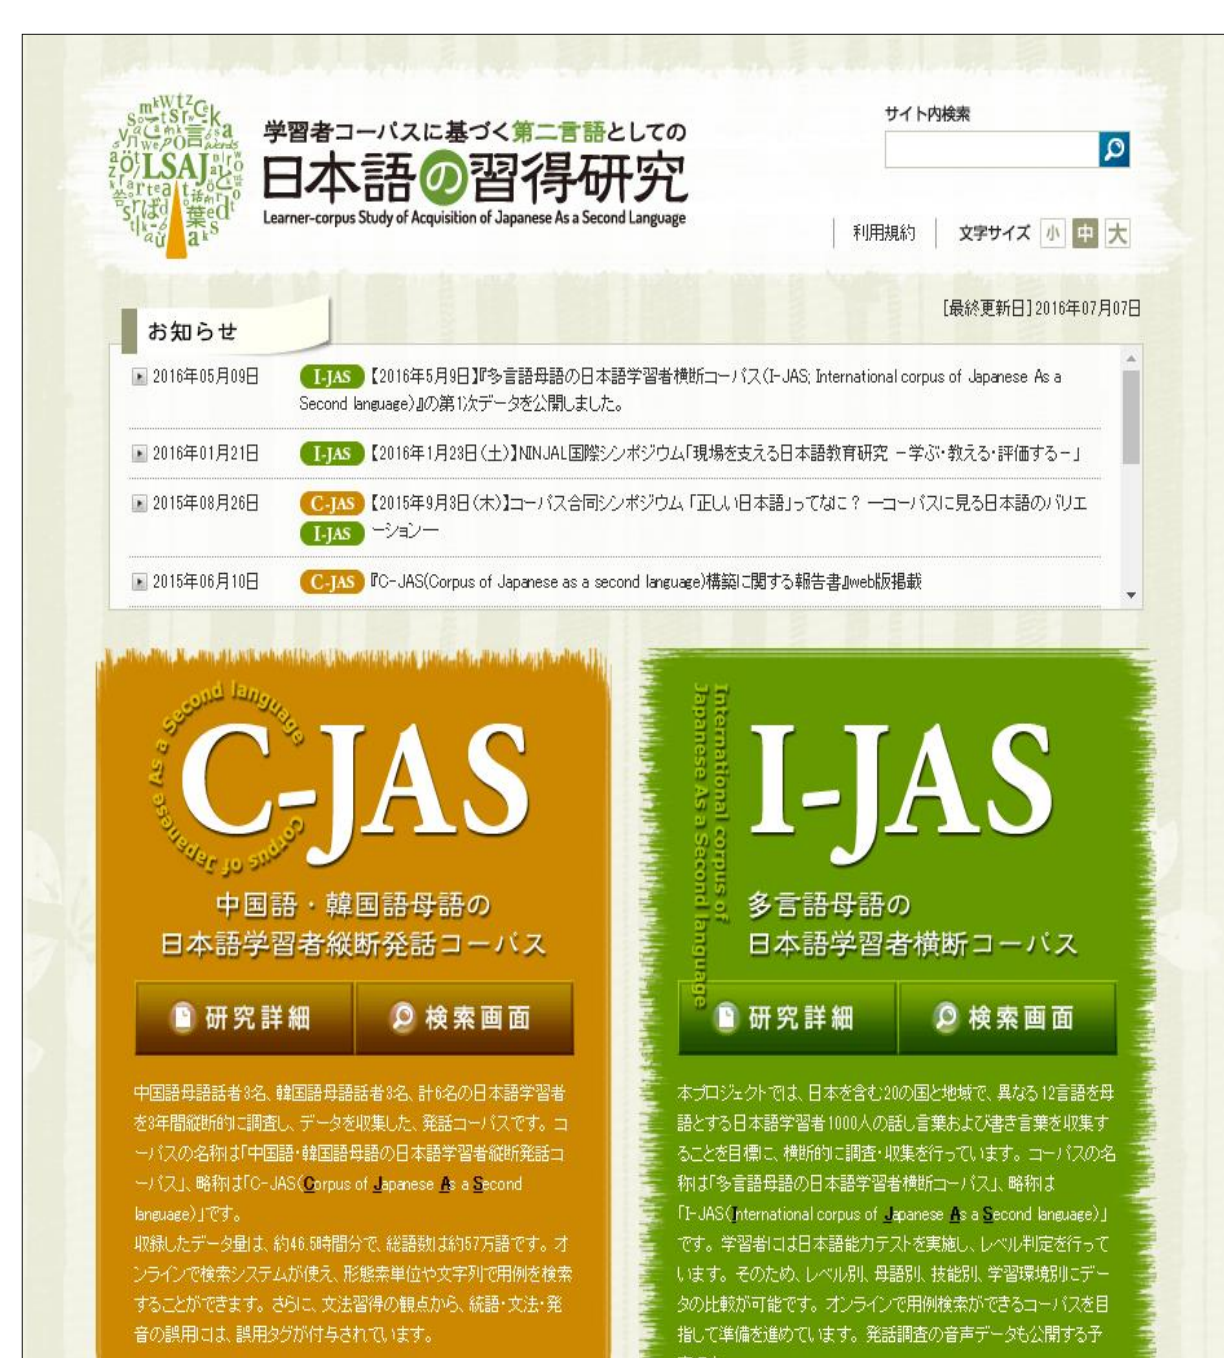 LSAJ
学習者コーパスに基づく第二言語としての
日本語の習得研究
Learner-corpus Study of Acquisition of Japanese As a Second Language
サイト内検索
利用規約 文字サイズ 小 中 大
[最終更新日]2016年07月07日
お知らせ
2016年05月09日 I-JAS 【2016年5月9日】『多言語母語の日本語学習者横断コーパス(I-JAS; International corpus of Japanese As a
Second language)』の第1次データを公開しました。
2016年01月21日 I-JAS 【2016年1月23日(土)】NINJAL国際シンポジウム「現場を支える日本語教育研究 －学ぶ・教える・評価する－」
2015年08月26日 C-JAS 【2015年9月3日(木)】コーパス合同シンポジウム「正しい日本語」ってなに？ ―コーパスに見る日本語のバリエ
I-JAS ーション―
2015年06月10日 C-JAS 『C-JAS(Corpus of Japanese as a second language)構築に関する報告書』web版掲載
Corpus of Japanese As a Second language
C-JAS
中国語・韓国語母語の
日本語学習者縦断発話コーパス
研究詳細 検索画面
中国語母語話者3名、韓国語母語話者3名、計6名の日本語学習者
を3年間縦断的に調査し、データを収集した、発話コーパスです。コ
ーパスの名称は「中国語・韓国語母語の日本語学習者縦断発話コ
ーパス」、略称は「C-JAS(Corpus of Japanese As a Second
language)」です。
収録したデータ量は、約46.5時間分で、総語数は約57万語です。オ
ンラインで検索システムが使え、形態素単位や文字列で用例を検索
することができます。さらに、文法習得の観点から、統語・文法・発
音の誤用には、誤用タグが付与されています。
International corpus of
Japanese As a Second language
I-JAS
多言語母語の
日本語学習者横断コーパス
研究詳細 検索画面
本プロジェクトでは、日本を含む20の国と地域で、異なる12言語を母
語とする日本語学習者1000人の話し言葉および書き言葉を収集す
ることを目標に、横断的に調査・収集を行っています。コーパスの名
称は「多言語母語の日本語学習者横断コーパス」、略称は
「I-JAS(International corpus of Japanese As a Second language)」
です。学習者には日本語能力テストを実施し、レベル判定を行って
います。そのため、レベル別、母語別、技能別、学習環境別にデー
タの比較が可能です。オンラインで用例検索ができるコーパスを目
指して準備を進めています。発話調査の音声データも公開する予